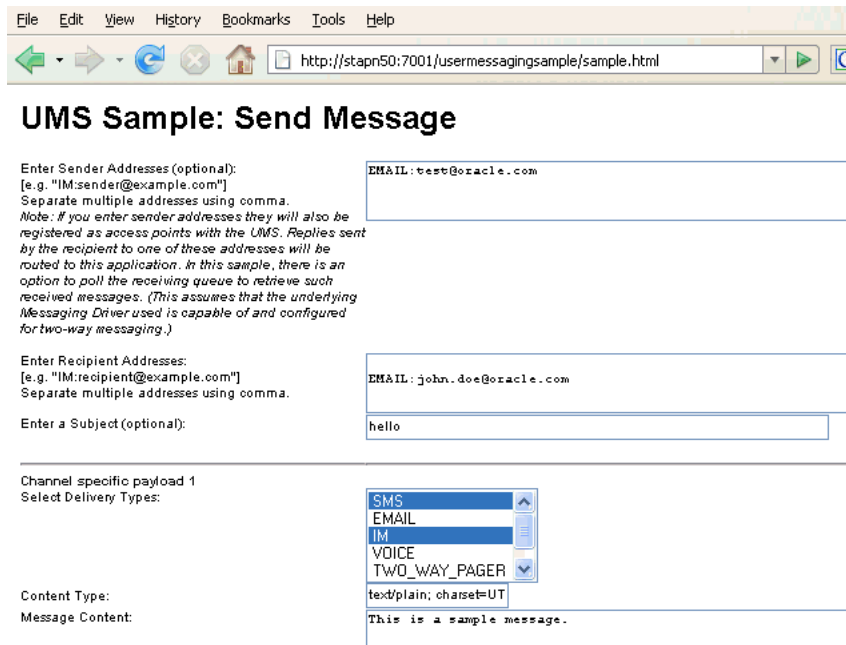 File Edit View History Bookmarks Tools Help
http://stapn50:7001/usermessagingsample/sample.html
UMS Sample: Send Message
Enter Sender Addresses (optional):
[e.g. "IM:sender@example.com"]
Separate multiple addresses using comma.
Note: If you enter sender addresses they will also be
registered as access points with the UMS. Replies sent
by the recipient to one of these addresses will be
routed to this application. In this sample, there is an
option to poll the receiving queue to retrieve such
received messages. (This assumes that the underlying
Messaging Driver used is capable of and configured
for two-way messaging.)
EMAIL:test@oracle.com
Enter Recipient Addresses:
[e.g. "IM:recipient@example.com"]
Separate multiple addresses using comma.
EMAIL:john.doe@oracle.com
Enter a Subject (optional):
hello
Channel specific payload 1
Select Delivery Types:
SMS
EMAIL
IM
VOICE
TWO_WAY_PAGER
Content Type:
text/plain; charset=UT
Message Content:
This is a sample message.